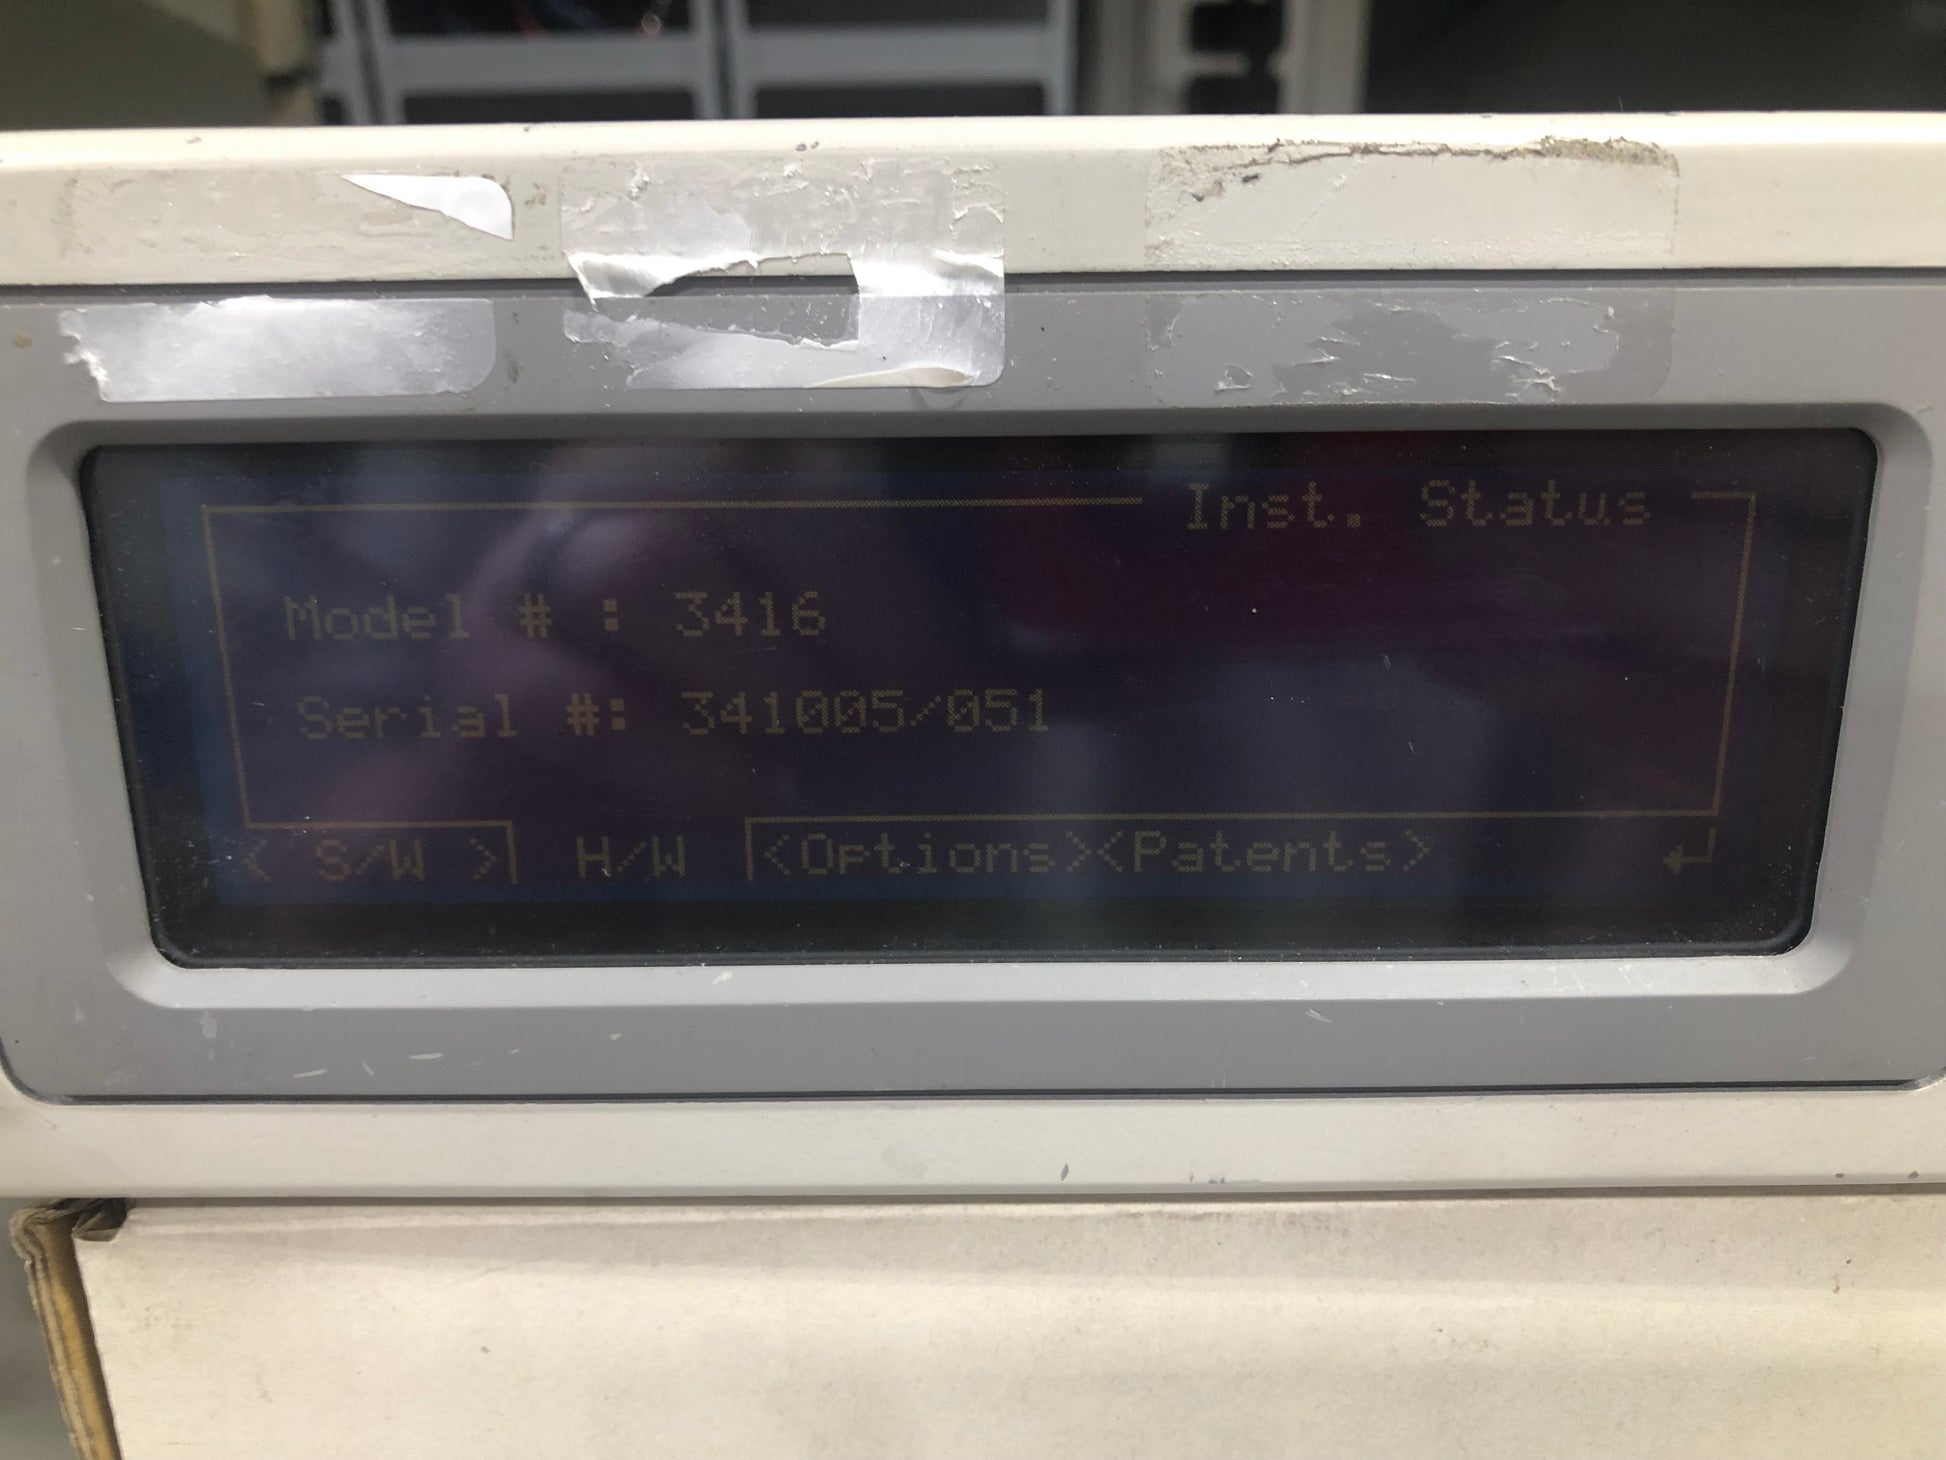 Inst. Status
Model # : 3416
Serial #: 341005/051
< S/W > H/W <Options><Patents>